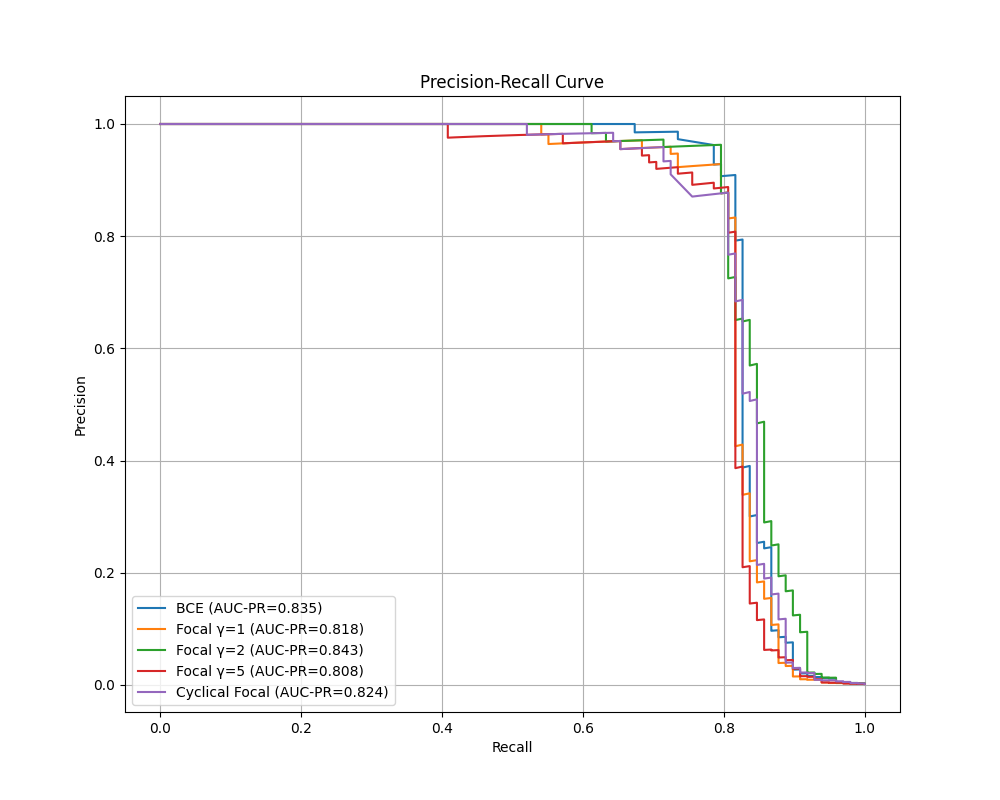 Precision-Recall Curve
1.0
0.8
0.6
0.4
0.2
0.0
Precision
BCE (AUC-PR=0.835)
Focal γ=1 (AUC-PR=0.818)
Focal γ=2 (AUC-PR=0.843)
Focal γ=5 (AUC-PR=0.808)
Cyclical Focal (AUC-PR=0.824)
0.0 0.2 0.4 0.6 0.8 1.0
Recall